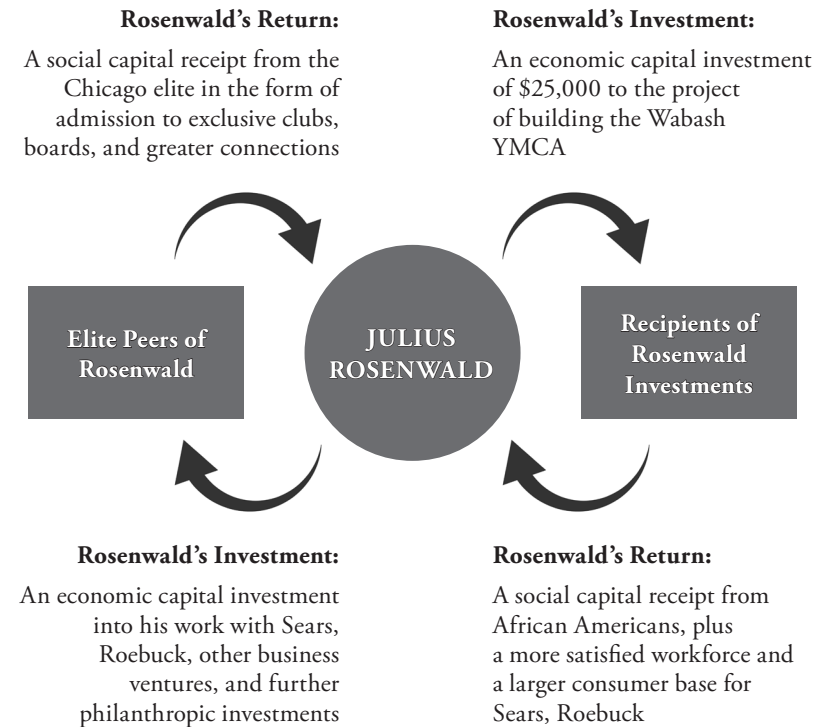 Rosenwald’s Return:
A social capital receipt from the
Chicago elite in the form of
admission to exclusive clubs,
boards, and greater connections
Rosenwald’s Investment:
An economic capital investment
of $25,000 to the project
of building the Wabash
YMCA
Elite Peers of
Rosenwald
JULIUS
ROSENWALD
Recipients of
Rosenwald
Investments
Rosenwald’s Investment:
An economic capital investment
into his work with Sears,
Roebuck, other business
ventures, and further
philanthropic investments
Rosenwald’s Return:
A social capital receipt from
African Americans, plus
a more satisfied workforce and
a larger consumer base for
Sears, Roebuck